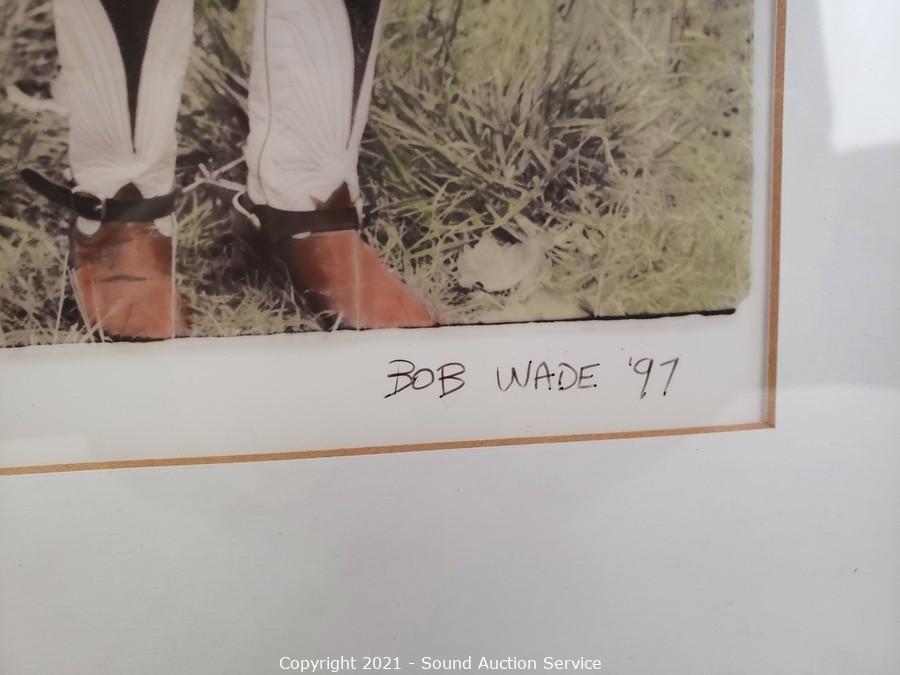 BOB WADE '97
Copyright 2021 - Sound Auction Service